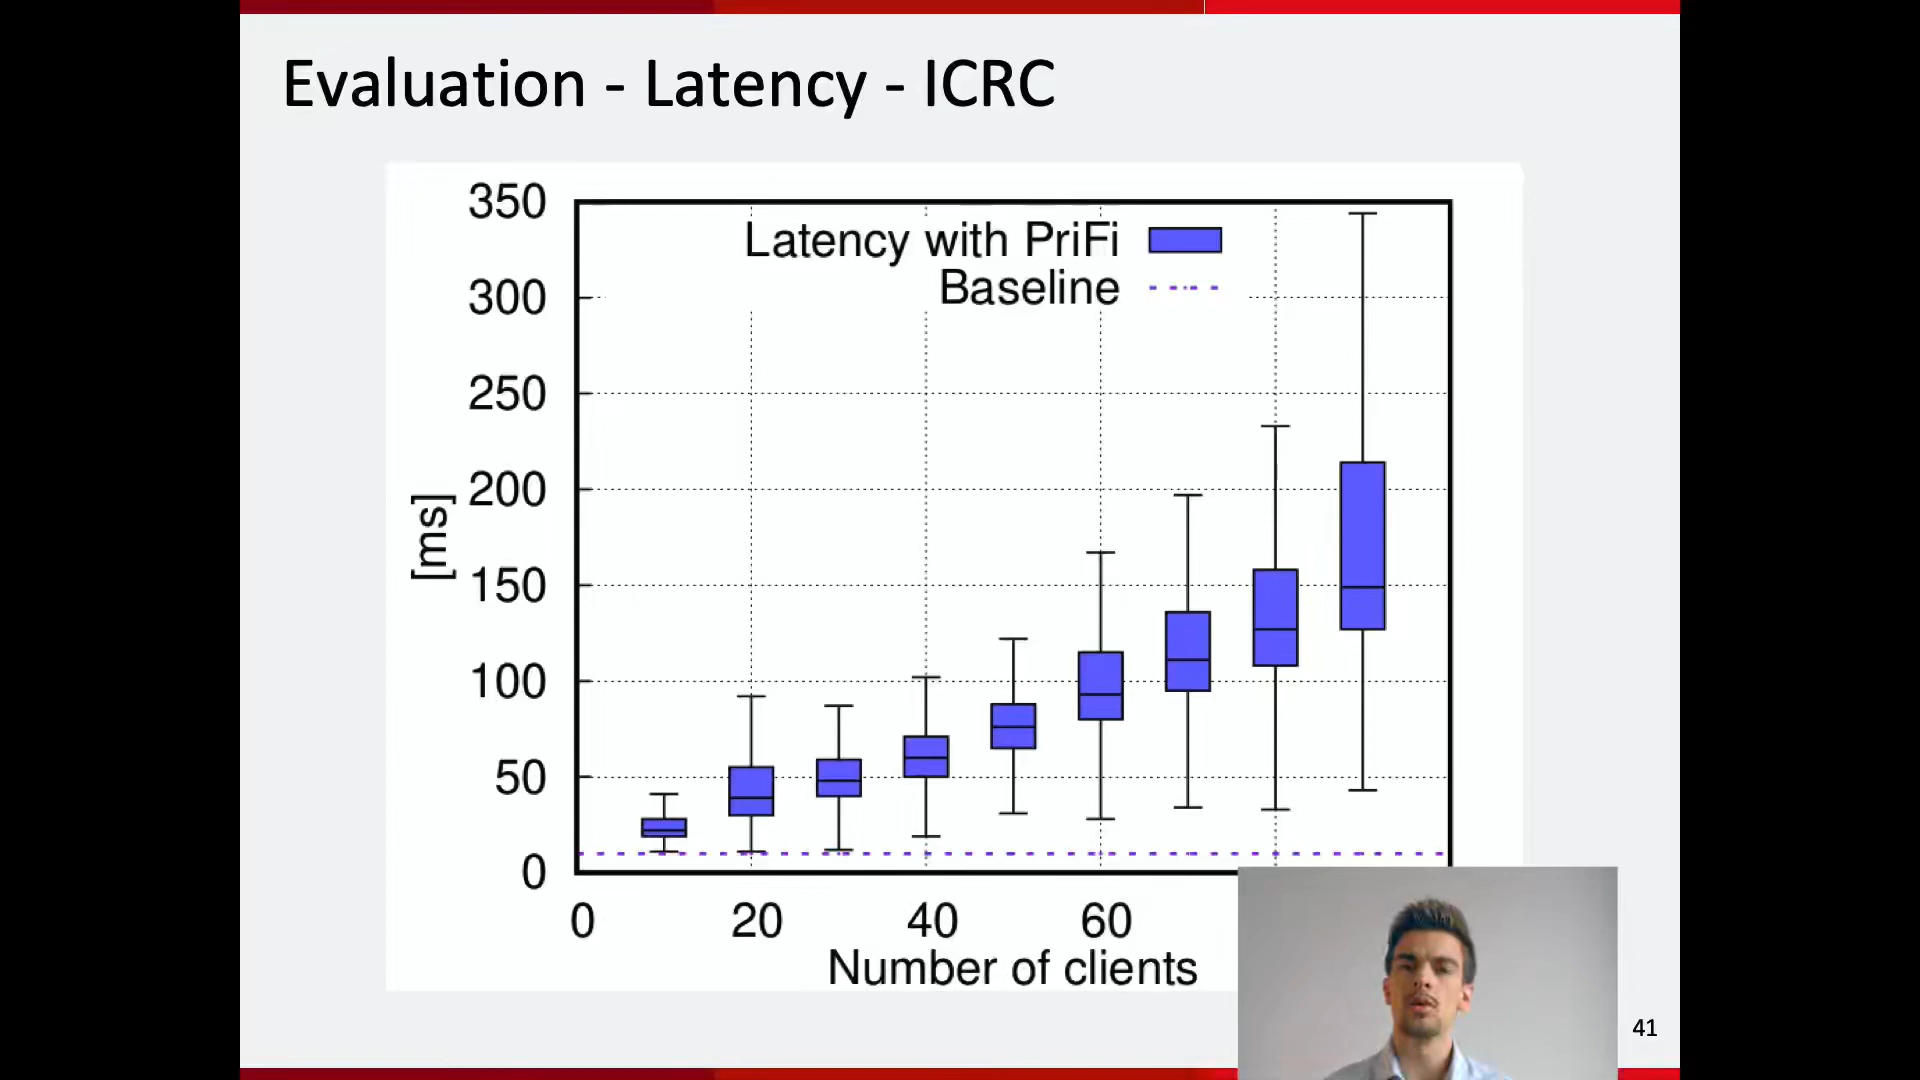 Evaluation - Latency - ICRC
350
Latency with PriFi
Baseline
300
250
200
150
100
50
0
[ms]
0 20 40 60
Number of clients
41